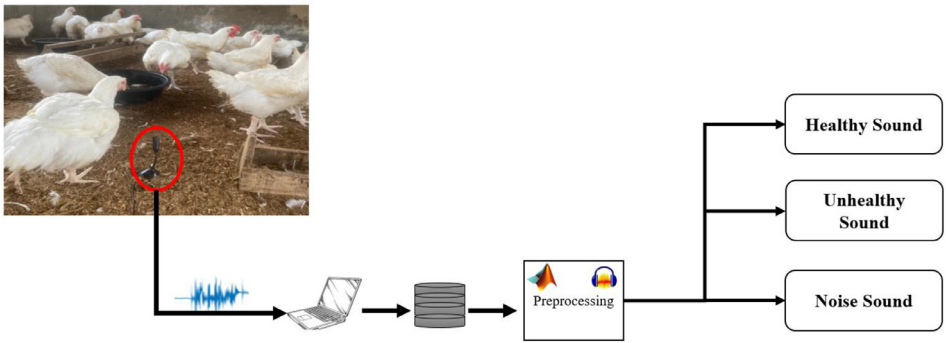 Healthy Sound
Unhealthy
Sound
Preprocessing
Noise Sound